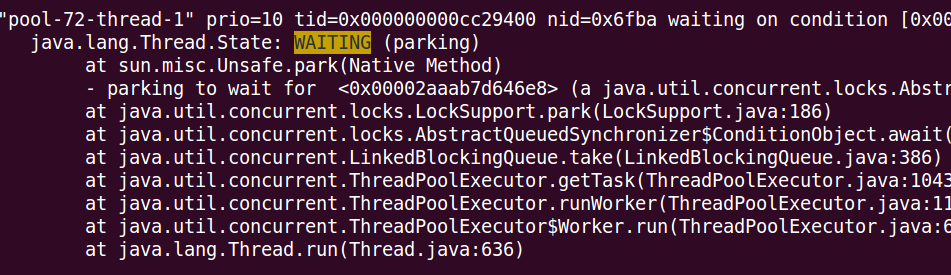 "pool-72-thread-1" prio=10 tid=0x000000000cc29400 nid=0x6fba waiting on condition [0x00
java.lang.Thread.State: WAITING (parking)
at sun.misc.Unsafe.park(Native Method)
- parking to wait for <0x00002aaab7d646e8> (a java.util.concurrent.locks.Abstr
at java.util.concurrent.locks.LockSupport.park(LockSupport.java:186)
at java.util.concurrent.locks.AbstractQueuedSynchronizer$ConditionObject.await(
at java.util.concurrent.LinkedBlockingQueue.take(LinkedBlockingQueue.java:386)
at java.util.concurrent.ThreadPoolExecutor.getTask(ThreadPoolExecutor.java:1043
at java.util.concurrent.ThreadPoolExecutor.runWorker(ThreadPoolExecutor.java:11
at java.util.concurrent.ThreadPoolExecutor$Worker.run(ThreadPoolExecutor.java:6
at java.lang.Thread.run(Thread.java:636)